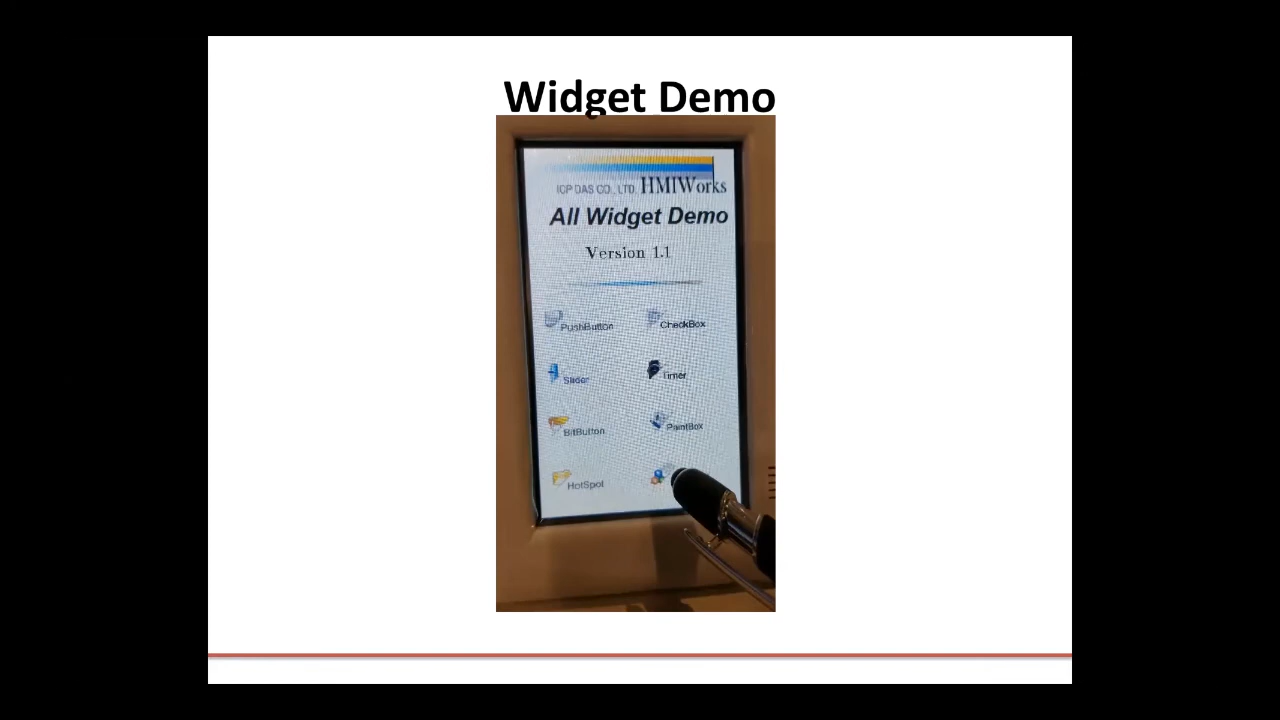 Widget Demo
ICP DAS CO., LTD. HMIWorks
All Widget Demo
Version 1.1
PushButton CheckBox
Slider Timer
BitButton PaintBox
HotSpot